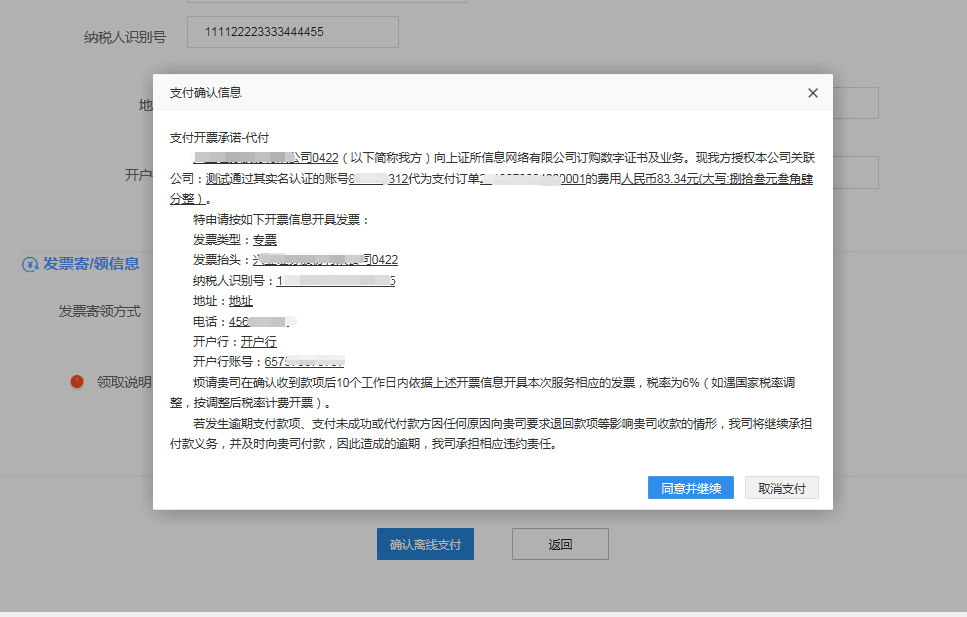 纳税人识别号
111122223333444455
支付确认信息
地
开户
支付开票承诺-代付
公司0422（以下简称我方）向上证所信息网络有限公司订购数字证书及业务。现我方授权本公司关联
公司：测试通过其实名认证的账号312代为支付订单0001的费用人民币83.34元(大写:捌拾叁元叁角肆
分整）。
特申请按如下开票信息开具发票：
发票类型：专票
发票抬头：司0422
纳税人识别号：1 5
地址：地址
电话：456
开户行：开户行
开户行账号：657
烦请贵司在确认收到款项后10个工作日内依据上述开票信息开具本次服务相应的发票，税率为6%（如遇国家税率调
整，按调整后税率计费开票）。
若发生逾期支付款项、支付未成功或代付款方因任何原因向贵司要求退回款项等影响贵司收款的情形，我司将继续承担
付款义务，并及时向贵司付款，因此造成的逾期，我司承担相应违约责任。
同意并继续
取消支付
发票寄/领信息
发票寄领方式
领取说明
确认离线支付
返回